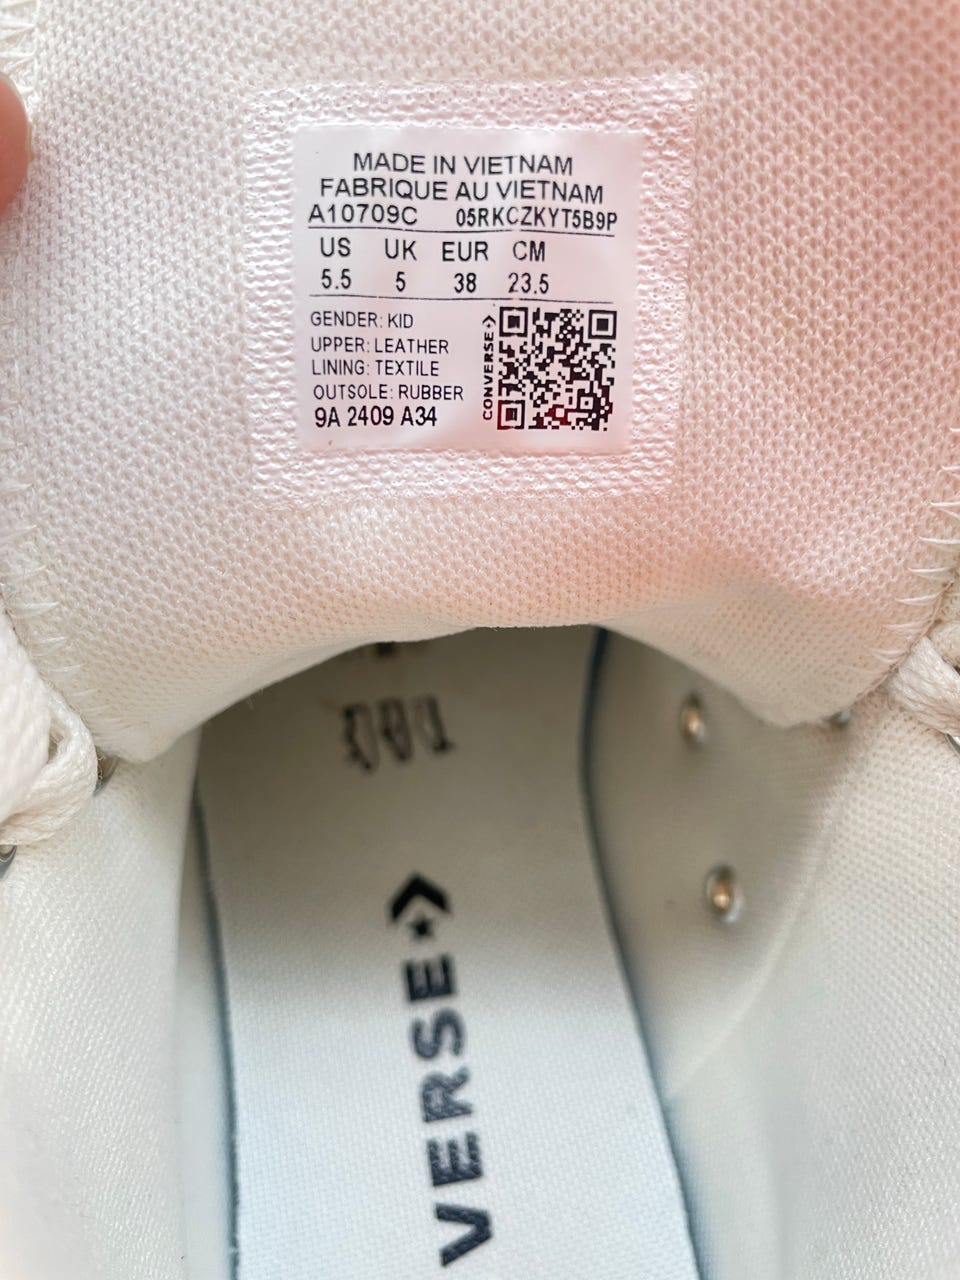 MADE IN VIETNAM
FABRIQUE AU VIETNAM
A10709C 05RKCZKYT5B9P
US UK EUR CM
5.5 5 38 23.5
GENDER: KID
UPPER: LEATHER
LINING: TEXTILE
OUTSOLE: RUBBER
9A 2409 A34
CONVERSE
VERSE